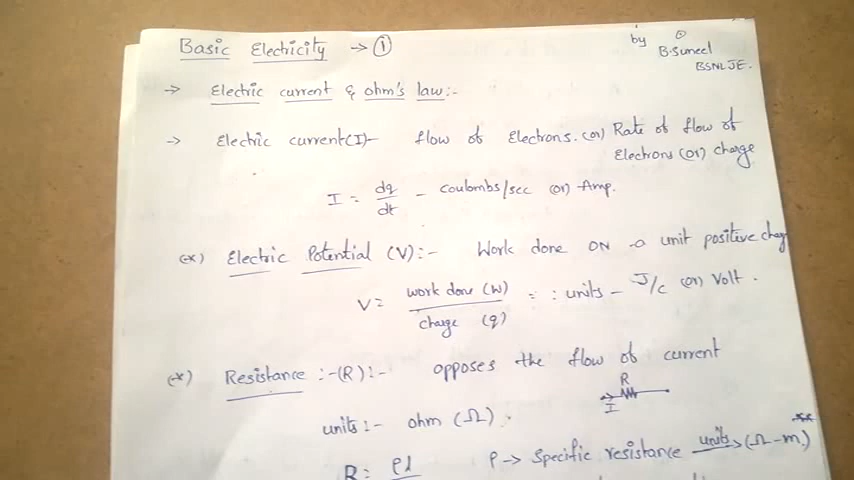 Basic Electricity → ①
by B.Suneel
BSNL JE.
→ Electric current & ohm's law:-
→ Electric current(I)- flow of Electrons. (or) Rate of flow of Electrons (or) charge
I = dq/dt - coulombs/sec (or) Amp.
(*) Electric Potential (V):- Work done ON a unit positive charge
V = work done (W)/charge (q) = : units - J/c (or) Volt.
(*) Resistance :-(R):- opposes the flow of current
R
I
units:- ohm (Ω)
R = ρl ρ → Specific resistance units → (Ω-m)**